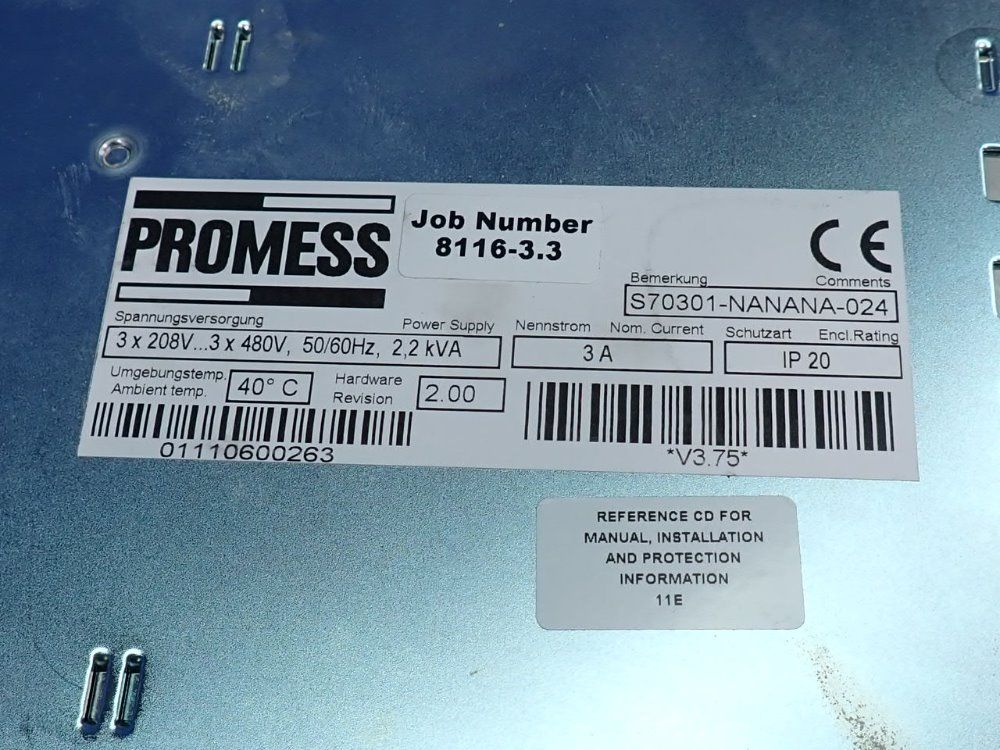 PROMESS
Job Number
8116-3.3
CE
Bemerkung Comments
S70301-NANANA-024
Spannungsversorgung Power Supply
3 x 208V...3 x 480V, 50/60Hz, 2,2 kVA
Nennstrom Nom. Current
3 A
Schutzart Encl.Rating
IP 20
Umgebungstemp.
Ambient temp.
40° C
Hardware
Revision
2.00
01110600263
*V3.75*
REFERENCE CD FOR
MANUAL, INSTALLATION
AND PROTECTION
INFORMATION
11E